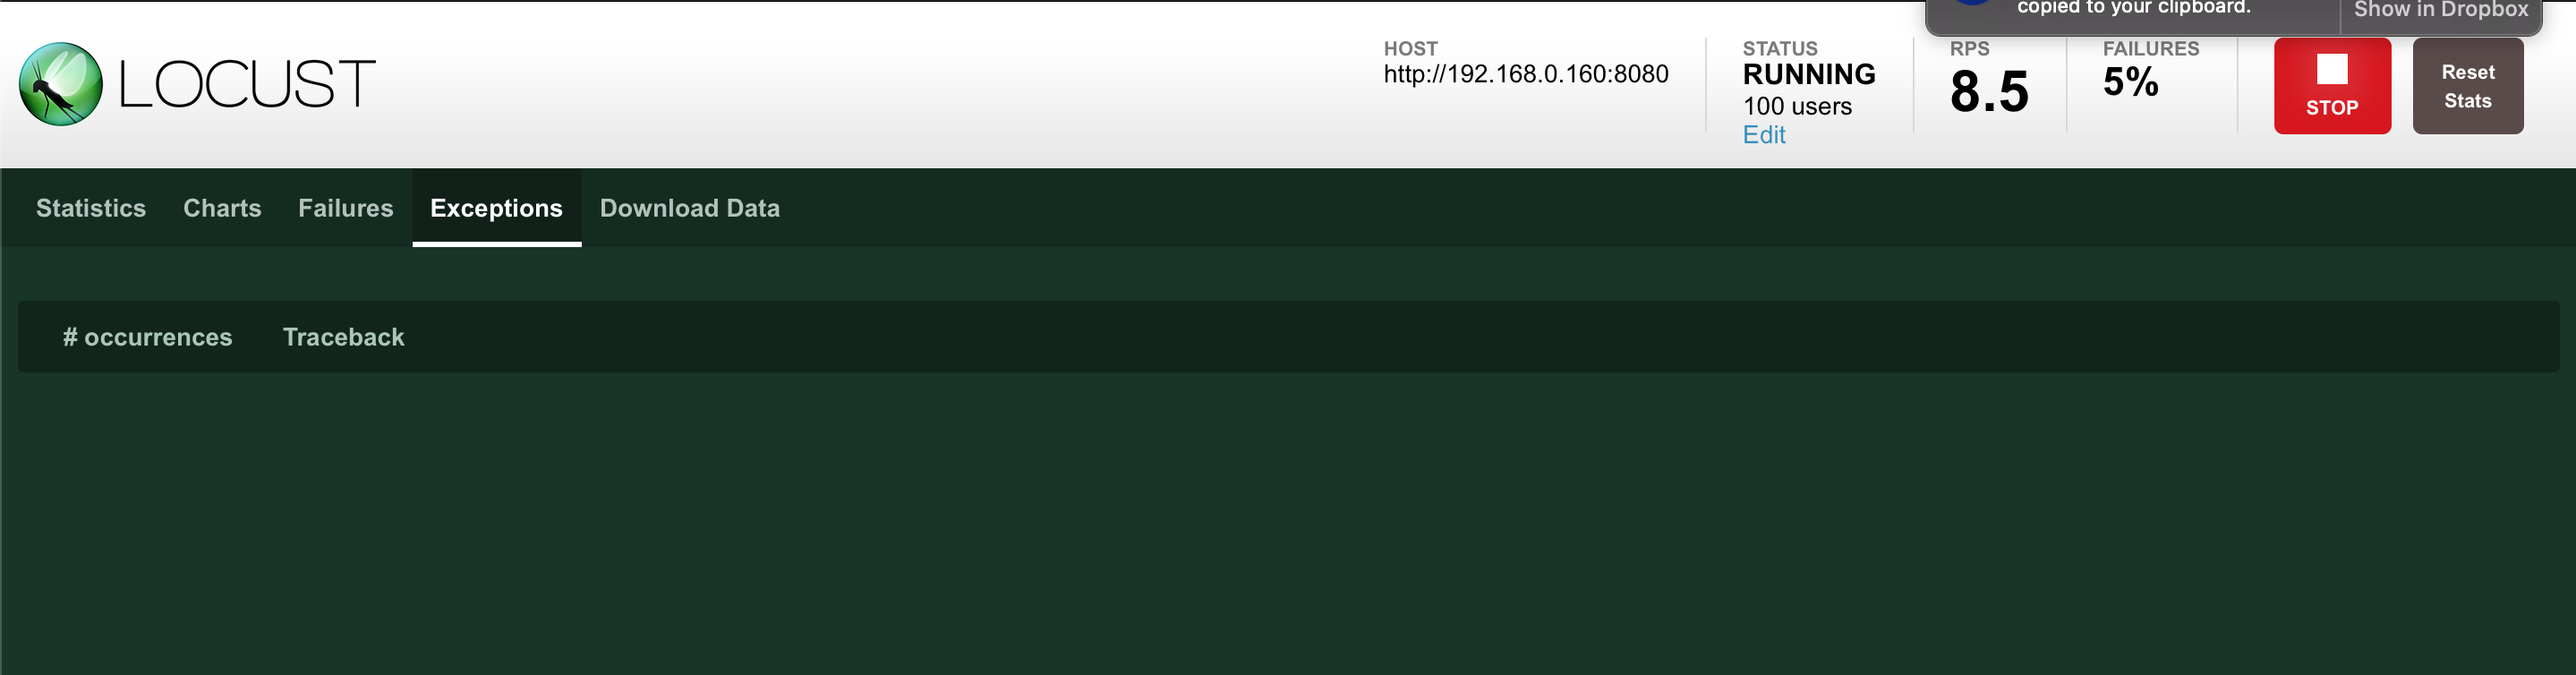 copied to your clipboard.
Show in Dropbox
LOCUST
HOST
http://192.168.0.160:8080
STATUS
RUNNING
100 users
Edit
RPS
8.5
FAILURES
5%
STOP
Reset
Stats
Statistics
Charts
Failures
Exceptions
Download Data
# occurrences
Traceback